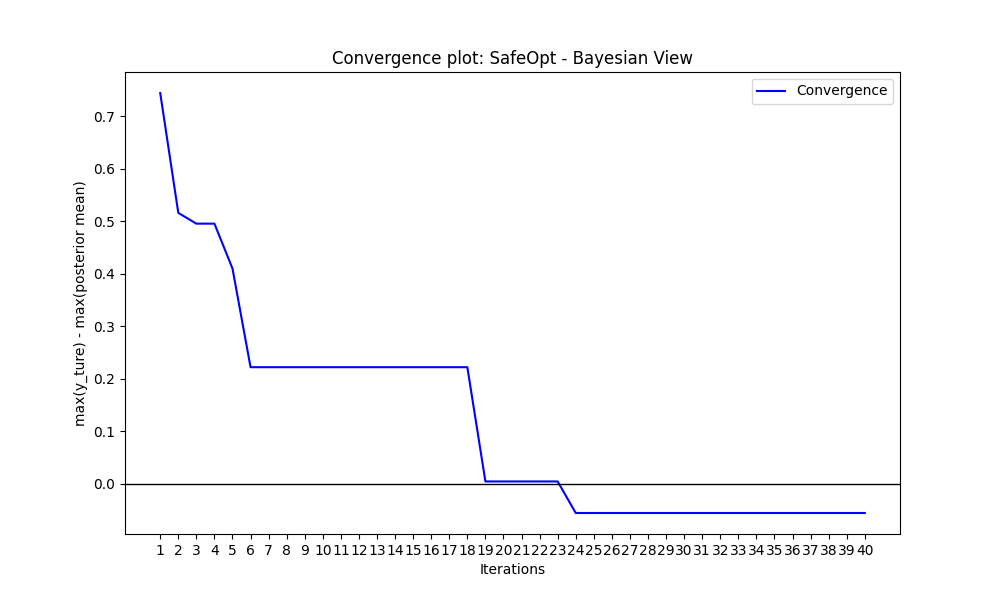 Convergence plot: SafeOpt - Bayesian View
Convergence
max(y_ture) - max(posterior mean)
0.7
0.6
0.5
0.4
0.3
0.2
0.1
0.0
1 2 3 4 5 6 7 8 9 10 11 12 13 14 15 16 17 18 19 20 21 22 23 24 25 26 27 28 29 30 31 32 33 34 35 36 37 38 39 40
Iterations